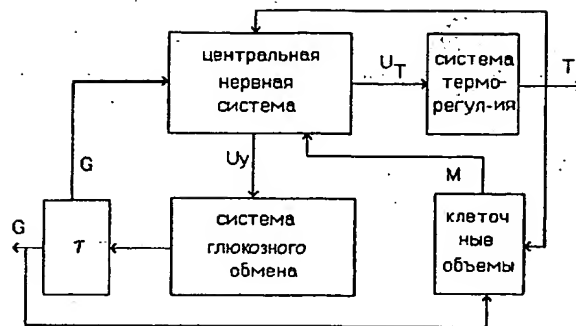 центральная
нервная
система
U_T
система
термо-
регул-ия
T
G
Uy
M
G
τ
система
глюкозного
обмена
клеточ
ные
объемы